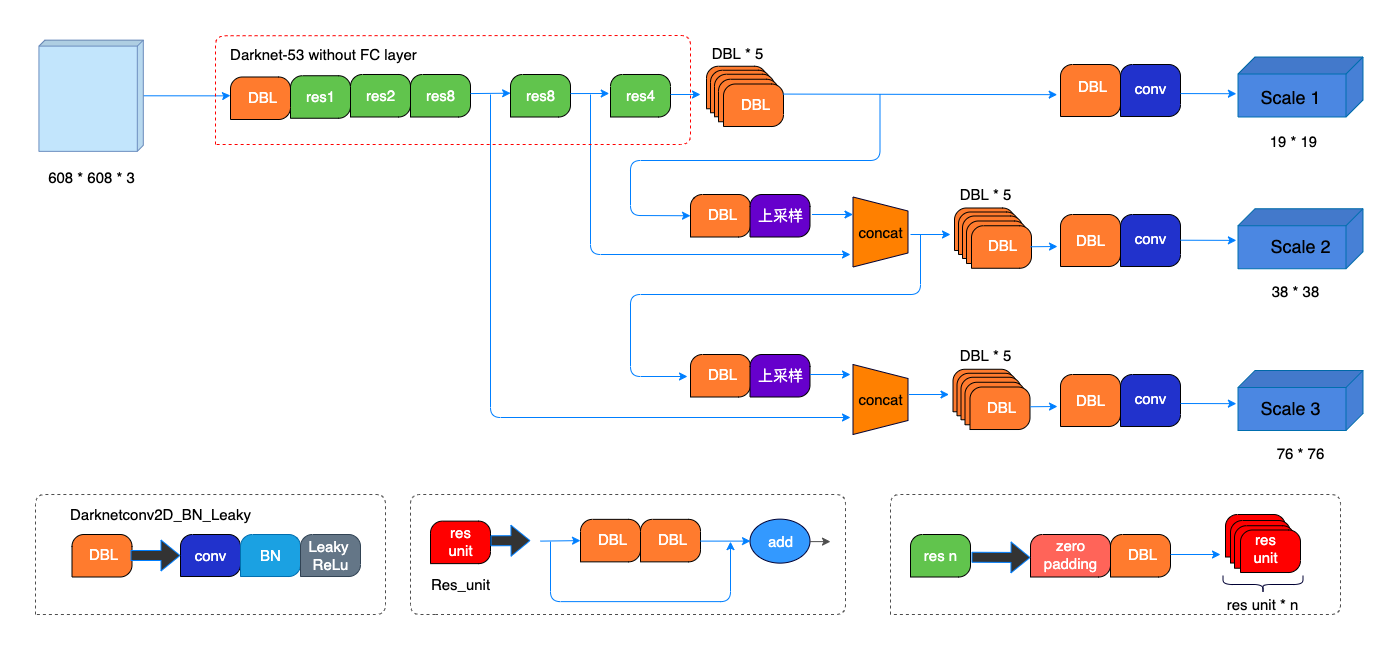 Darknet-53 without FC layer
DBL * 5
DBL
res1
res2
res8
res8
res4
DBL
DBL
conv
Scale 1
19 * 19
608 * 608 * 3
DBL * 5
DBL
上采样
concat
DBL
DBL
conv
Scale 2
38 * 38
DBL * 5
DBL
上采样
concat
DBL
DBL
conv
Scale 3
76 * 76
Darknetconv2D_BN_Leaky
DBL
conv
BN
Leaky
ReLu
res
unit
Res_unit
DBL
DBL
add
res n
zero
padding
DBL
res
unit
res unit * n